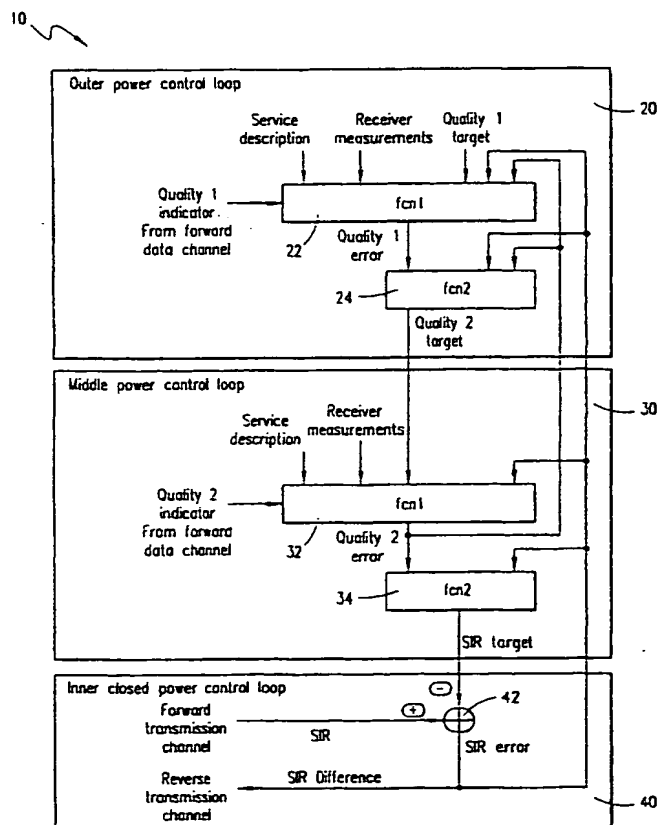 10
Outer power control loop
20
Service
description
Receiver
measurements
Quality 1
target
Quality 1
indicator
From forward
data channel
fcn1
22
Quality 1
error
24
fcn2
Quality 2
target
Middle power control loop
30
Service
description
Receiver
measurements
Quality 2
indicator
From forward
data channel
fcn1
32
Quality 2
error
34
fcn2
SIR target
Inner closed power control loop
-
42
Forward
transmission
channel
+
SIR
SIR error
Reverse
transmission
channel
SIR Difference
40